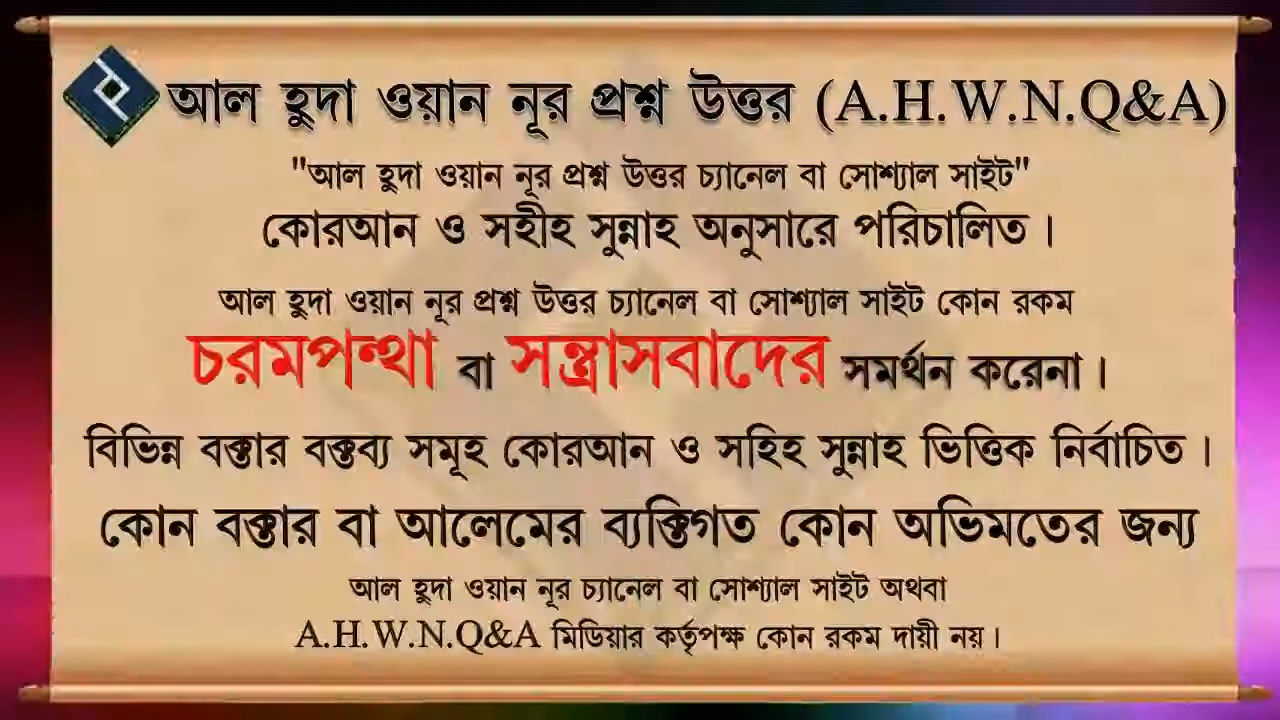 আল হুদা ওয়ান নূর প্রশ্ন উত্তর (A.H.W.N.Q&A)
"আল হুদা ওয়ান নূর প্রশ্ন উত্তর চ্যানেল বা সোশ্যাল সাইট"
কোরআন ও সহীহ সুন্নাহ অনুসারে পরিচালিত।
আল হুদা ওয়ান নূর প্রশ্ন উত্তর চ্যানেল বা সোশ্যাল সাইট কোন রকম
চরমপন্থা বা সন্ত্রাসবাদের সমর্থন করেনা।
বিভিন্ন বক্তার বক্তব্য সমূহ কোরআন ও সহিহ সুন্নাহ ভিত্তিক নির্বাচিত।
কোন বক্তার বা আলেমের ব্যক্তিগত কোন অভিমতের জন্য
আল হুদা ওয়ান নূর চ্যানেল বা সোশ্যাল সাইট অথবা
A.H.W.N.Q&A মিডিয়ার কর্তৃপক্ষ কোন রকম দায়ী নয়।